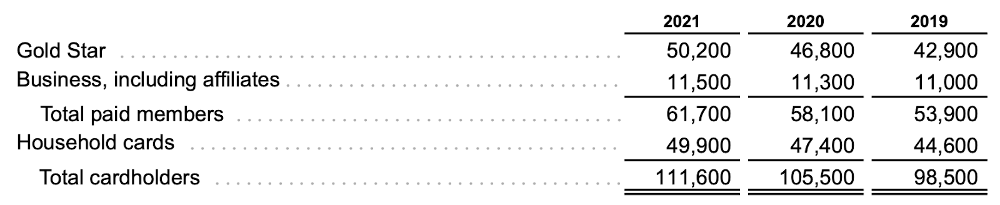 2021 2020 2019
Gold Star 50,200 46,800 42,900
Business, including affiliates 11,500 11,300 11,000
Total paid members 61,700 58,100 53,900
Household cards 49,900 47,400 44,600
Total cardholders 111,600 105,500 98,500